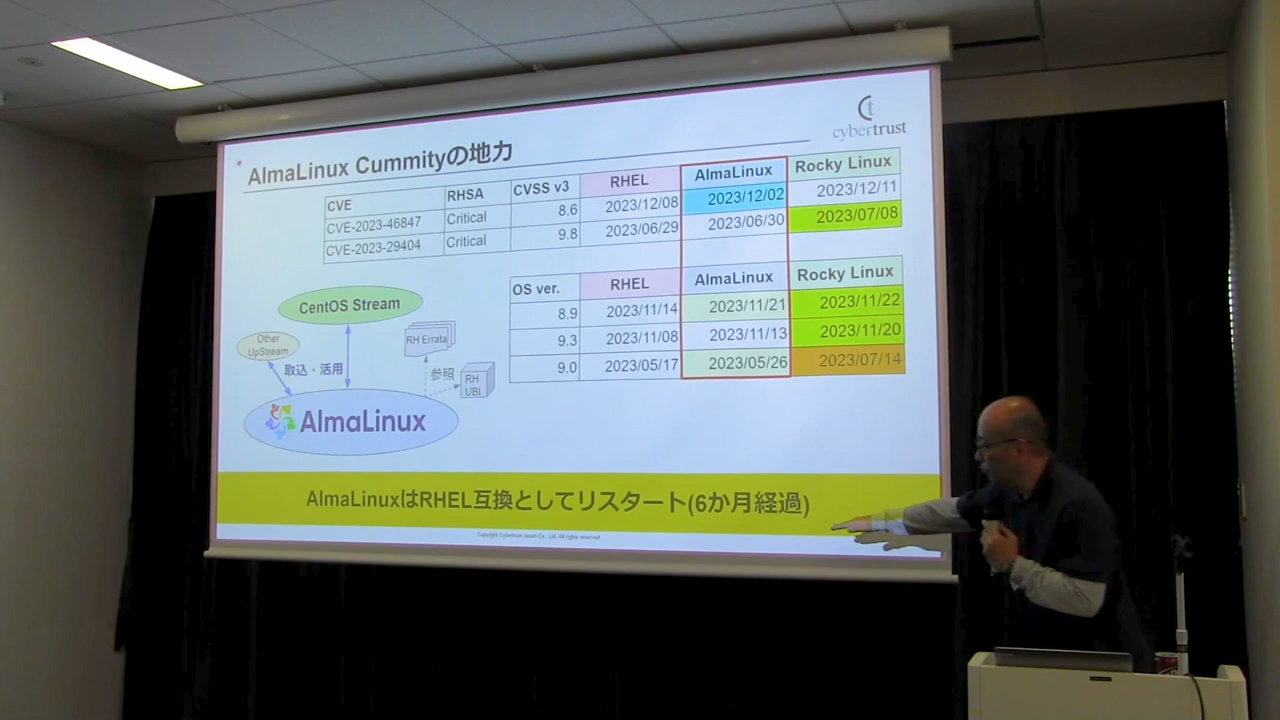 AlmaLinux Cummityの地力
cybertrust
CVE RHSA CVSS v3 RHEL AlmaLinux Rocky Linux
CVE-2023-46847 Critical 8.6 2023/12/08 2023/12/02 2023/12/11
CVE-2023-29404 Critical 9.8 2023/06/29 2023/06/30 2023/07/08
OS ver. RHEL AlmaLinux Rocky Linux
8.9 2023/11/14 2023/11/21 2023/11/22
9.3 2023/11/08 2023/11/13 2023/11/20
9.0 2023/05/17 2023/05/26 2023/07/14
CentOS Stream
Other
UpStream
取込・活用
RH Errata
参照
RH
UBI
AlmaLinux
AlmaLinuxはRHEL互換としてリスタート(6か月経過)
Copyright Cybertrust Japan Co., Ltd. All rights reserved.